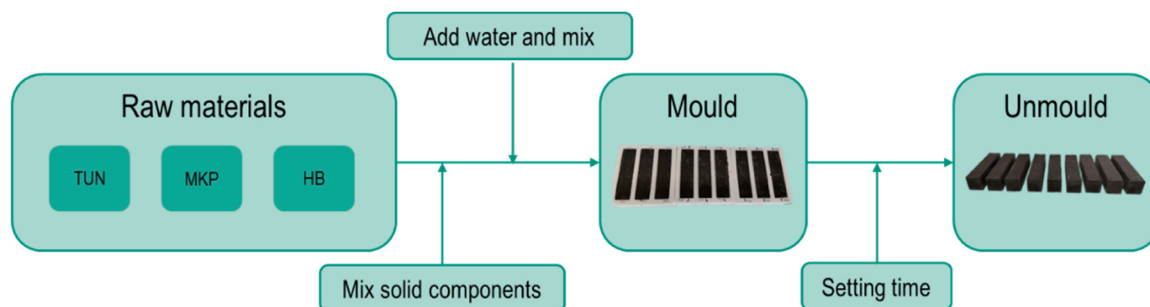 Add water and mix
Raw materials
TUN
MKP
HB
Mould
Unmould
Mix solid components
Setting time